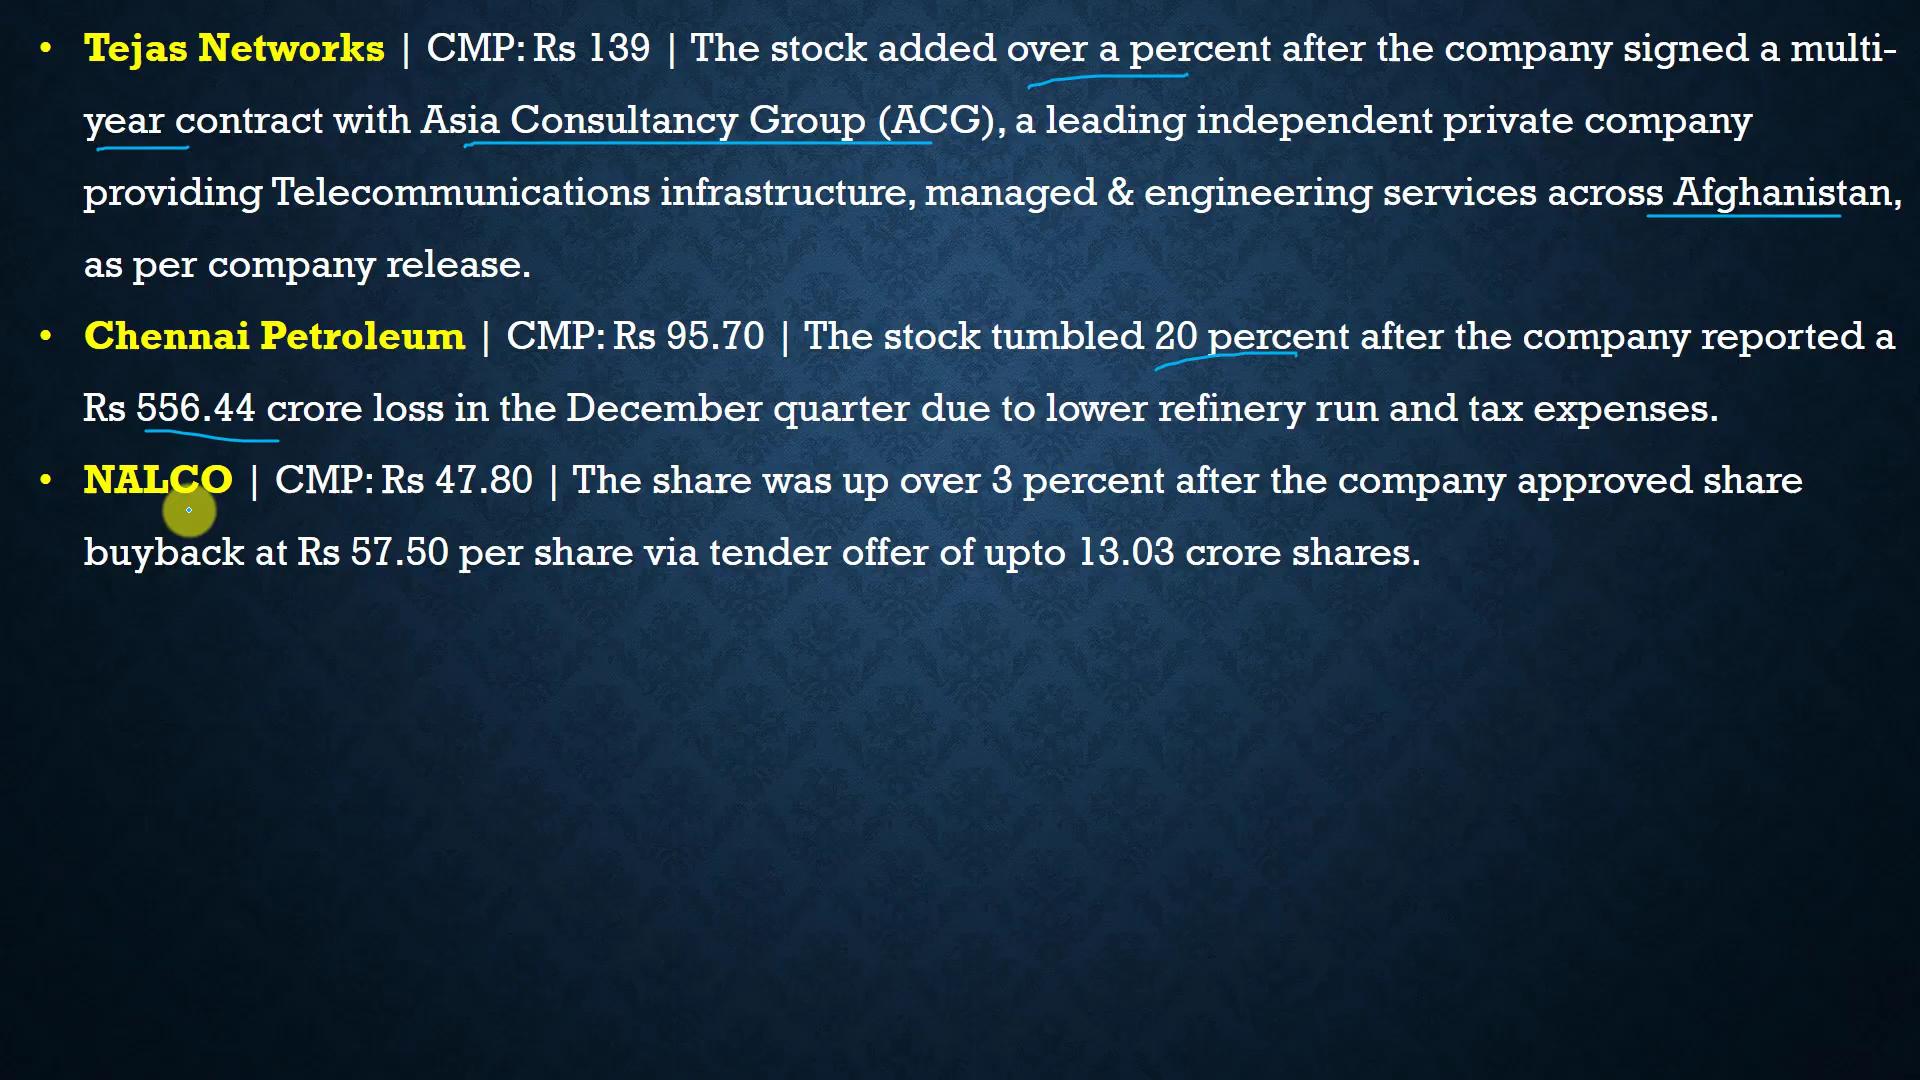 • Tejas Networks | CMP: Rs 139 | The stock added over a percent after the company signed a multi-
year contract with Asia Consultancy Group (ACG), a leading independent private company
providing Telecommunications infrastructure, managed & engineering services across Afghanistan,
as per company release.
• Chennai Petroleum | CMP: Rs 95.70 | The stock tumbled 20 percent after the company reported a
Rs 556.44 crore loss in the December quarter due to lower refinery run and tax expenses.
• NALCO | CMP: Rs 47.80 | The share was up over 3 percent after the company approved share
buyback at Rs 57.50 per share via tender offer of upto 13.03 crore shares.